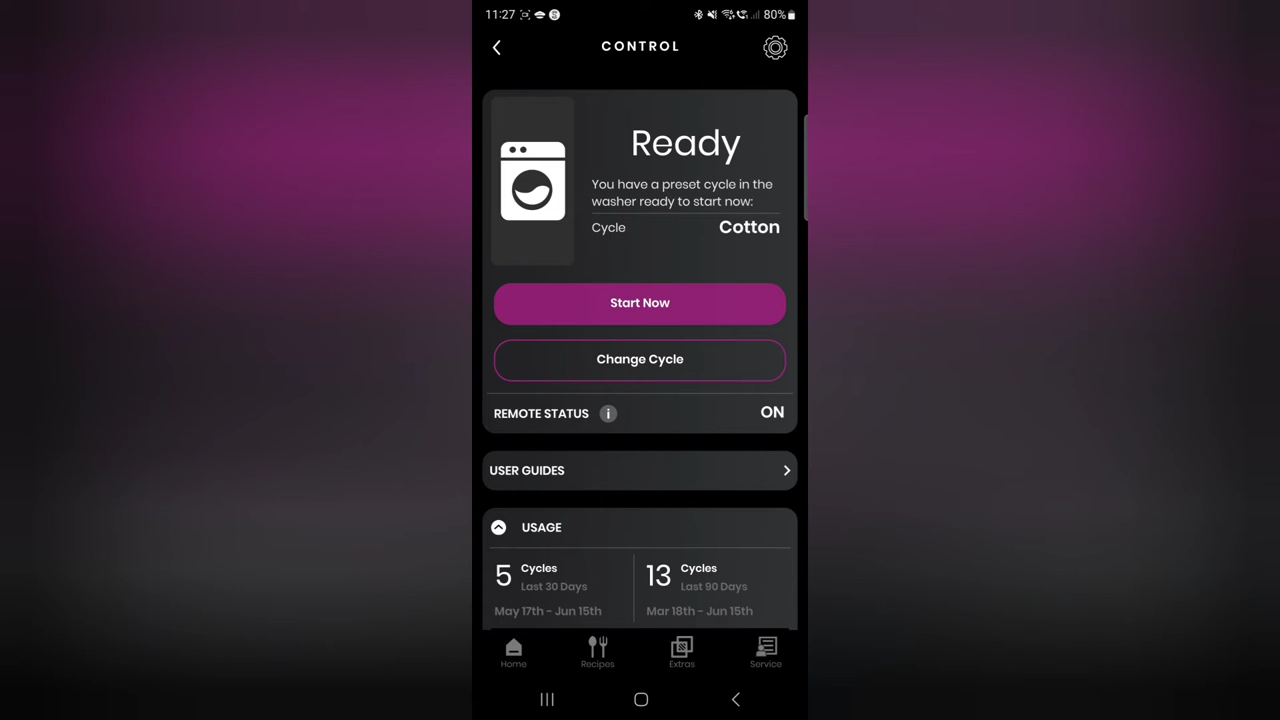 11:27
80%
CONTROL
Ready
You have a preset cycle in the
washer ready to start now:
Cycle Cotton
Start Now
Change Cycle
REMOTE STATUS i ON
USER GUIDES
USAGE
5 Cycles
Last 30 Days
May 17th - Jun 15th
13 Cycles
Last 90 Days
Mar 18th - Jun 15th
Home Recipes Extras Service